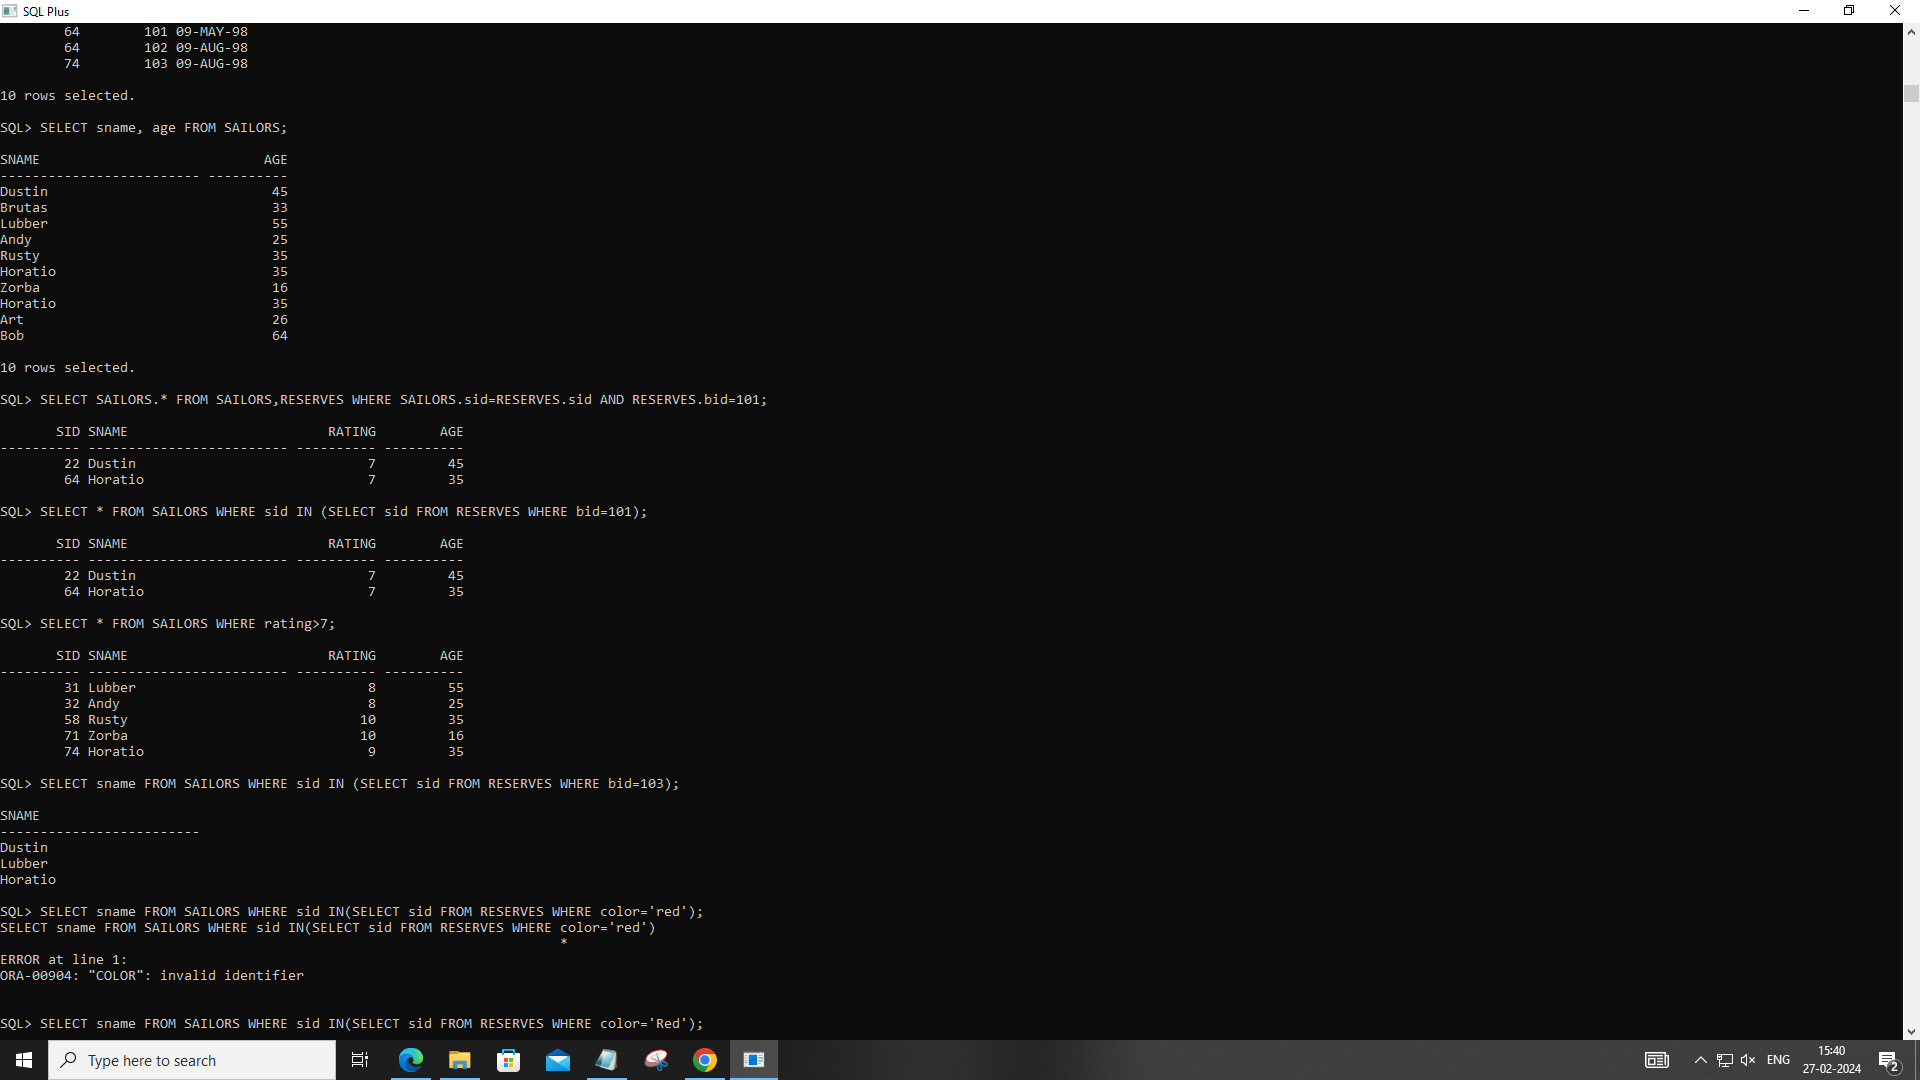 SQL Plus
64        101 09-MAY-98
64        102 09-AUG-98
74        103 09-AUG-98
10 rows selected.
SQL> SELECT sname, age FROM SAILORS;
SNAME                            AGE
------------------------- ----------
Dustin                            45
Brutas                            33
Lubber                            55
Andy                              25
Rusty                             35
Horatio                           35
Zorba                             16
Horatio                           35
Art                               26
Bob                               64
10 rows selected.
SQL> SELECT SAILORS.* FROM SAILORS,RESERVES WHERE SAILORS.sid=RESERVES.sid AND RESERVES.bid=101;
       SID SNAME                         RATING        AGE
---------- ------------------------- ---------- ----------
        22 Dustin                             7         45
        64 Horatio                            7         35
SQL> SELECT * FROM SAILORS WHERE sid IN (SELECT sid FROM RESERVES WHERE bid=101);
       SID SNAME                         RATING        AGE
---------- ------------------------- ---------- ----------
        22 Dustin                             7         45
        64 Horatio                            7         35
SQL> SELECT * FROM SAILORS WHERE rating>7;
       SID SNAME                         RATING        AGE
---------- ------------------------- ---------- ----------
        31 Lubber                             8         55
        32 Andy                               8         25
        58 Rusty                             10         35
        71 Zorba                             10         16
        74 Horatio                            9         35
SQL> SELECT sname FROM SAILORS WHERE sid IN (SELECT sid FROM RESERVES WHERE bid=103);
SNAME
-------------------------
Dustin
Lubber
Horatio
SQL> SELECT sname FROM SAILORS WHERE sid IN(SELECT sid FROM RESERVES WHERE color='red');
SELECT sname FROM SAILORS WHERE sid IN(SELECT sid FROM RESERVES WHERE color='red')
*
ERROR at line 1:
ORA-00904: "COLOR": invalid identifier
SQL> SELECT sname FROM SAILORS WHERE sid IN(SELECT sid FROM RESERVES WHERE color='Red');
Type here to search
ENG
15:40
27-02-2024
2